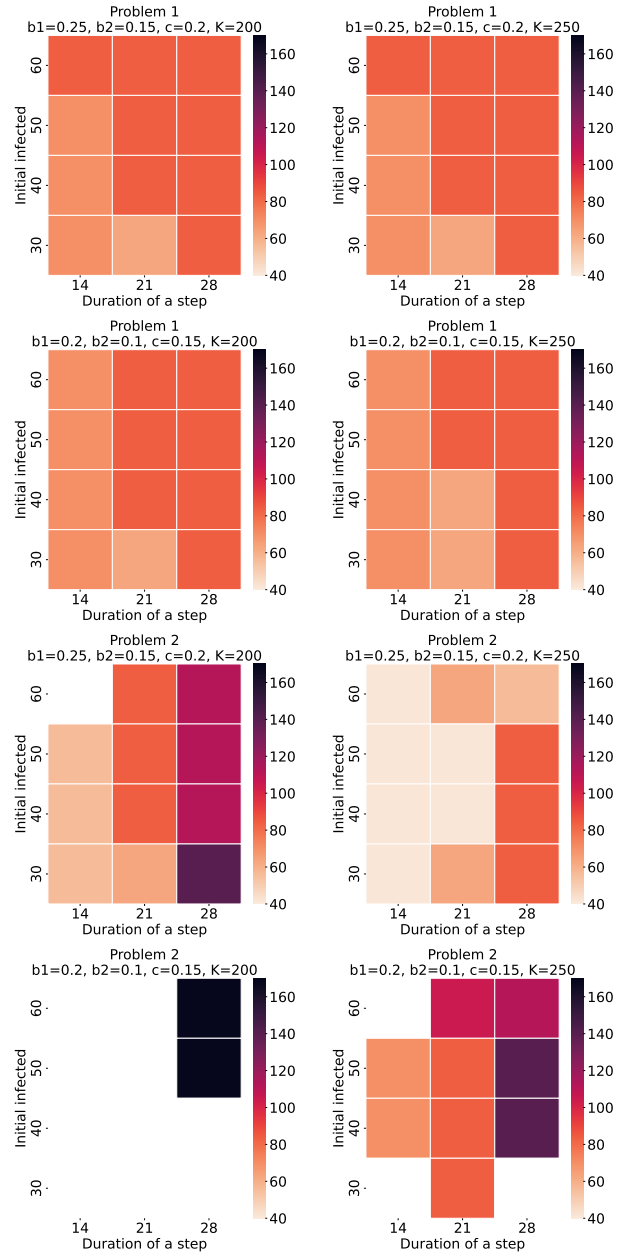 Problem 1
b1=0.25, b2=0.15, c=0.2, K=200
Initial infected
60
50
40
30
14 21 28
Duration of a step
160
140
120
100
80
60
40
Problem 1
b1=0.25, b2=0.15, c=0.2, K=250
Initial infected
60
50
40
30
14 21 28
Duration of a step
160
140
120
100
80
60
40
Problem 1
b1=0.2, b2=0.1, c=0.15, K=200
Initial infected
60
50
40
30
14 21 28
Duration of a step
160
140
120
100
80
60
40
Problem 1
b1=0.2, b2=0.1, c=0.15, K=250
Initial infected
60
50
40
30
14 21 28
Duration of a step
160
140
120
100
80
60
40
Problem 2
b1=0.25, b2=0.15, c=0.2, K=200
Initial infected
60
50
40
30
14 21 28
Duration of a step
160
140
120
100
80
60
40
Problem 2
b1=0.25, b2=0.15, c=0.2, K=250
Initial infected
60
50
40
30
14 21 28
Duration of a step
160
140
120
100
80
60
40
Problem 2
b1=0.2, b2=0.1, c=0.15, K=200
Initial infected
60
50
40
30
14 21 28
Duration of a step
160
140
120
100
80
60
40
Problem 2
b1=0.2, b2=0.1, c=0.15, K=250
Initial infected
60
50
40
30
14 21 28
Duration of a step
160
140
120
100
80
60
40